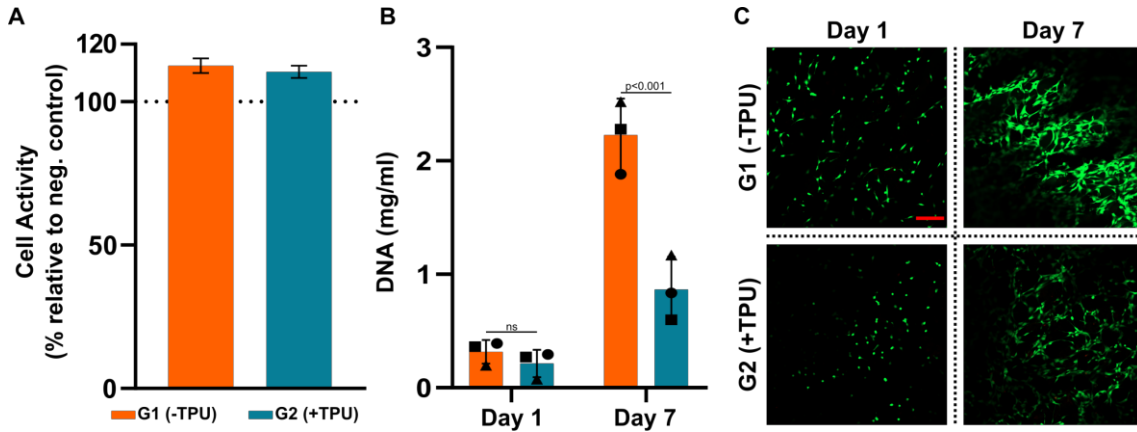 A
Cell Activity
(% relative to neg. control)
120
100
50
0
G1 (-TPU)
G2 (+TPU)
B
DNA (mg/ml)
3
2
1
0
ns
p<0.001
Day 1
Day 7
C
Day 1
Day 7
G1 (-TPU)
G2 (+TPU)